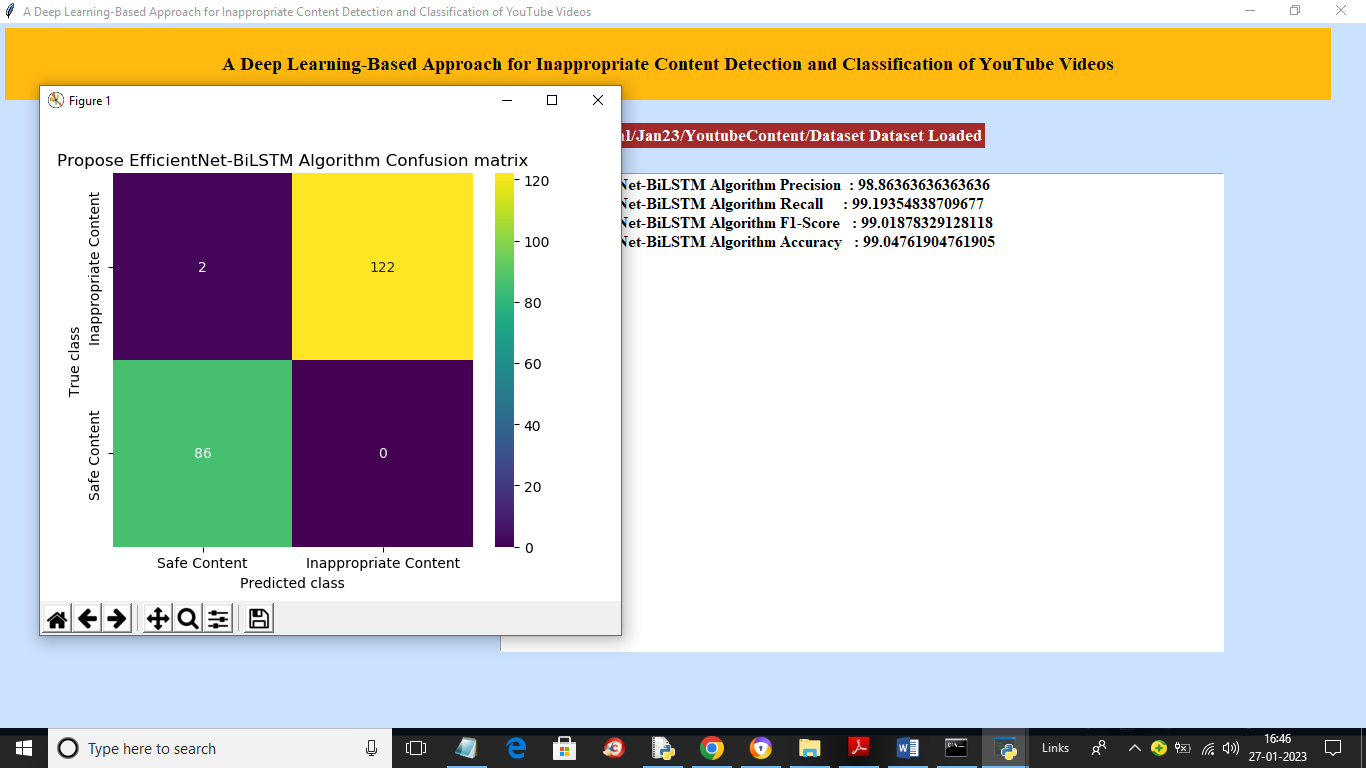 A Deep Learning-Based Approach for Inappropriate Content Detection and Classification of YouTube Videos
A Deep Learning-Based Approach for Inappropriate Content Detection and Classification of YouTube Videos
Figure 1
/Jan23/YoutubeContent/Dataset Dataset Loaded
Net-BiLSTM Algorithm Precision : 98.86363636363636
Net-BiLSTM Algorithm Recall : 99.19354838709677
Net-BiLSTM Algorithm F1-Score : 99.01878329128118
Net-BiLSTM Algorithm Accuracy : 99.04761904761905
Propose EfficientNet-BiLSTM Algorithm Confusion matrix
True class
Inappropriate Content
Safe Content
2
122
86
0
120
100
80
60
40
20
0
Safe Content
Inappropriate Content
Predicted class
Type here to search
Links
16:46
27-01-2023